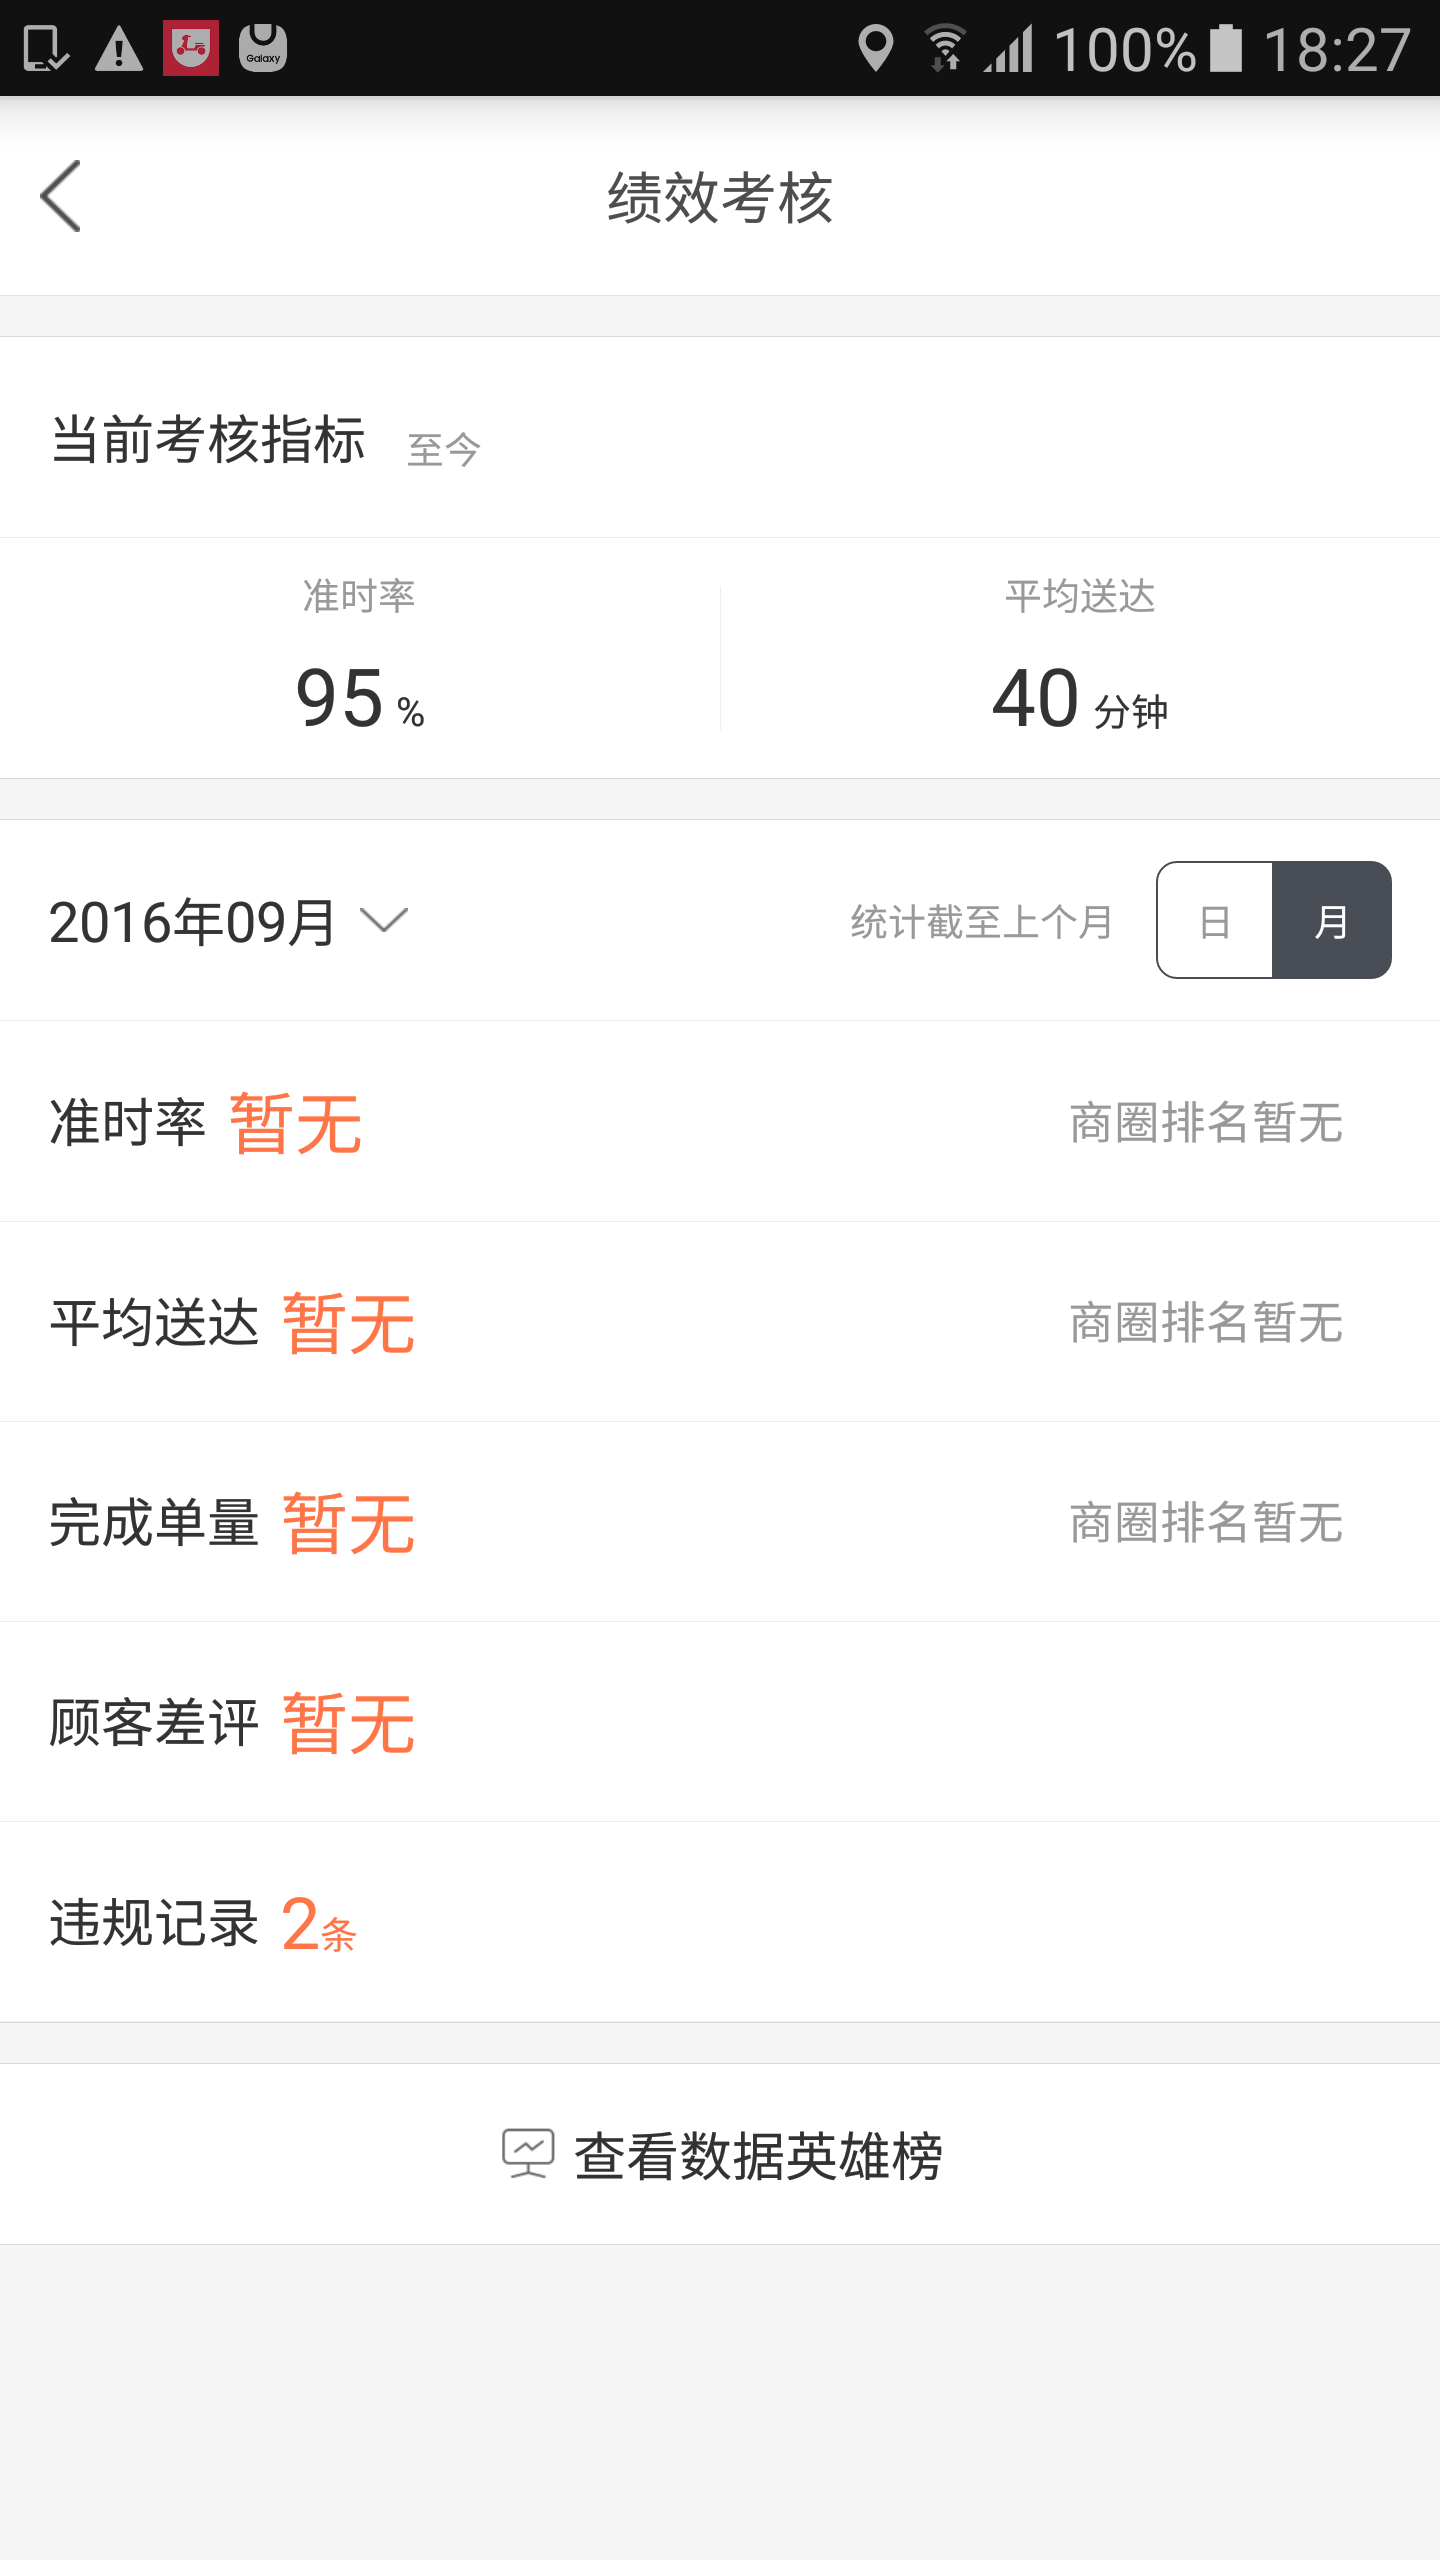 Galaxy 100% 18:27
绩效考核
当前考核指标 至今
准时率 平均送达
95 % 40 分钟
2016年09月 统计截至上个月 日 月
准时率 暂无 商圈排名暂无
平均送达 暂无 商圈排名暂无
完成单量 暂无 商圈排名暂无
顾客差评 暂无
违规记录 2条
查看数据英雄榜